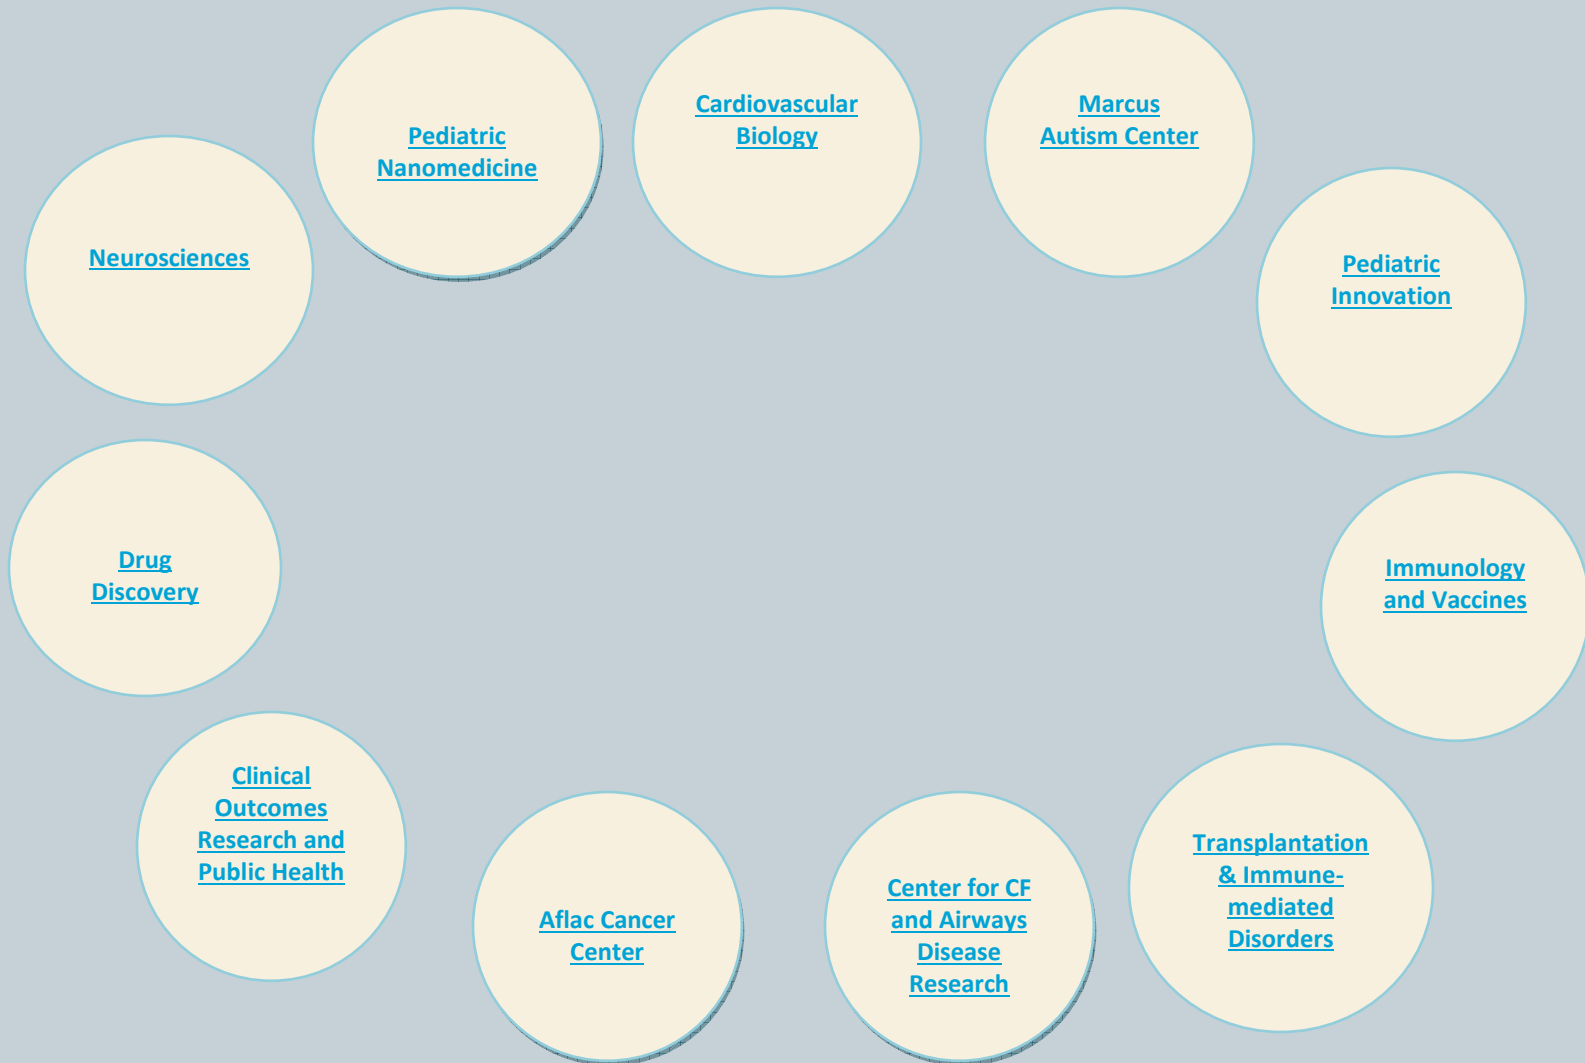 Pediatric
Nanomedicine
Cardiovascular
Biology
Marcus
Autism Center
Neurosciences
Pediatric
Innovation
Drug
Discovery
Immunology
and Vaccines
Clinical
Outcomes
Research and
Public Health
Aflac Cancer
Center
Center for CF
and Airways
Disease
Research
Transplantation
& Immune-
mediated
Disorders